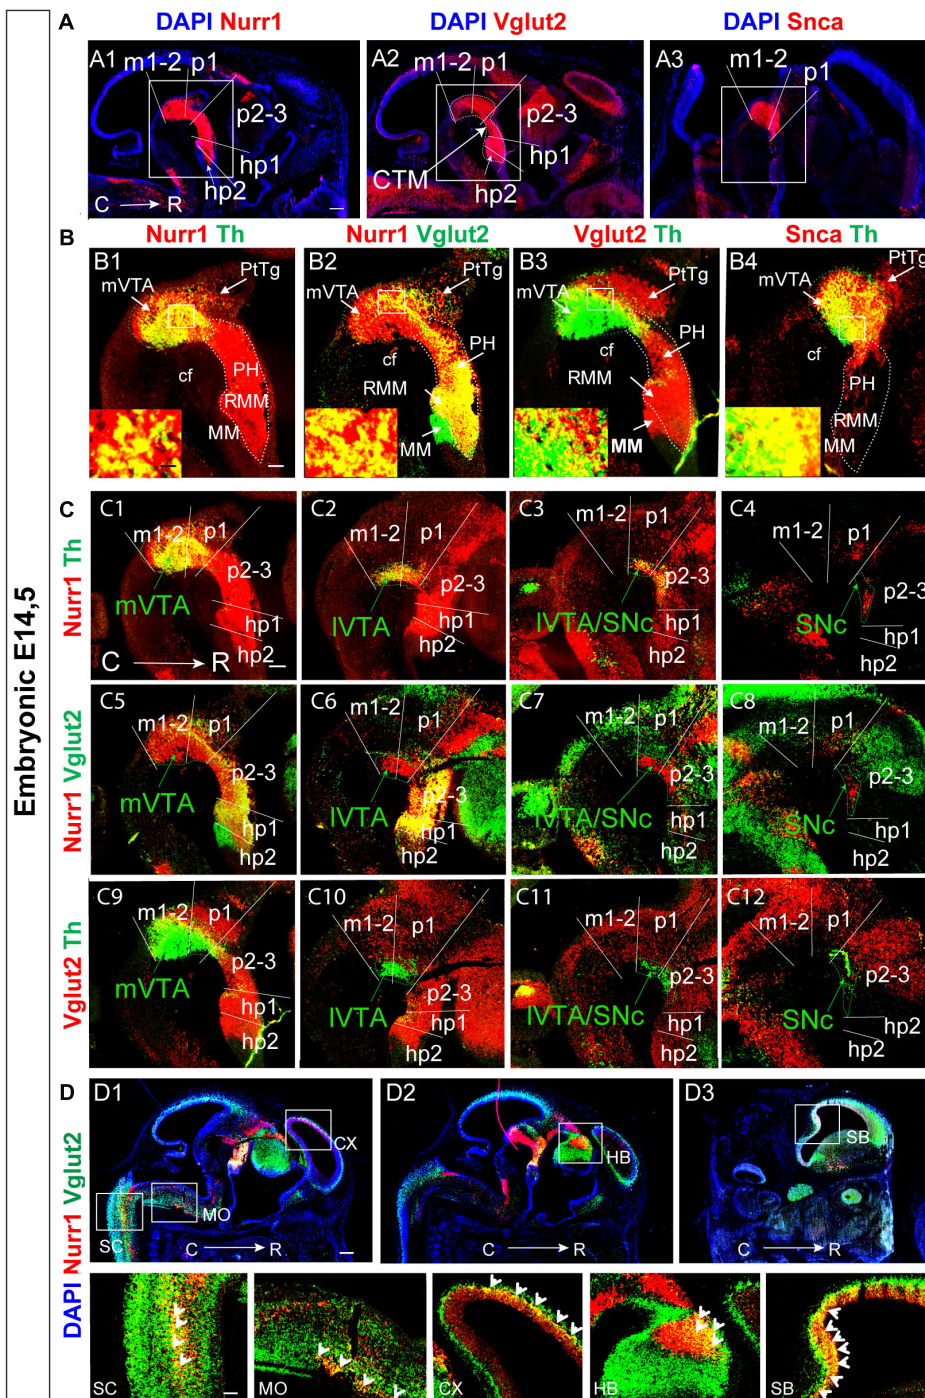 Embryonic E14,5
A
DAPI Nurr1
DAPI Vglut2
DAPI Snca
A1
m1-2
p1
p2-3
hp1
hp2
C
R
A2
m1-2
p1
p2-3
hp1
CTM
hp2
A3
m1-2
p1
B
Nurr1 Th
Nurr1 Vglut2
Vglut2 Th
Snca Th
B1
PtTg
mVTA
cf
PH
RMM
MM
B2
PtTg
mVTA
cf
PH
RMM
MM
B3
PtTg
mVTA
cf
PH
RMM
MM
B4
PtTg
mVTA
cf
PH
RMM
MM
C
Nurr1 Th
C1
m1-2
p1
p2-3
mVTA
hp1
hp2
C
R
C2
m1-2
p1
p2-3
lVTA
hp1
hp2
C3
m1-2
p1
p2-3
lVTA/SNc
hp1
hp2
C4
m1-2
p1
p2-3
SNc
hp1
hp2
Nurr1 Vglut2
C5
m1-2
p1
p2-3
mVTA
hp1
hp2
C6
m1-2
p1
p2-3
lVTA
hp1
hp2
C7
m1-2
p1
p2-3
lVTA/SNc
hp1
hp2
C8
m1-2
p1
p2-3
SNc
hp1
hp2
Vglut2 Th
C9
m1-2
p1
p2-3
mVTA
hp1
hp2
C10
m1-2
p1
p2-3
lVTA
hp1
hp2
C11
m1-2
p1
p2-3
lVTA/SNc
hp1
hp2
C12
m1-2
p1
p2-3
SNc
hp1
hp2
D
DAPI Nurr1 Vglut2
D1
CX
MO
SC
C
R
D2
HB
C
R
D3
SB
C
R
SC
MO
CX
HB
SB